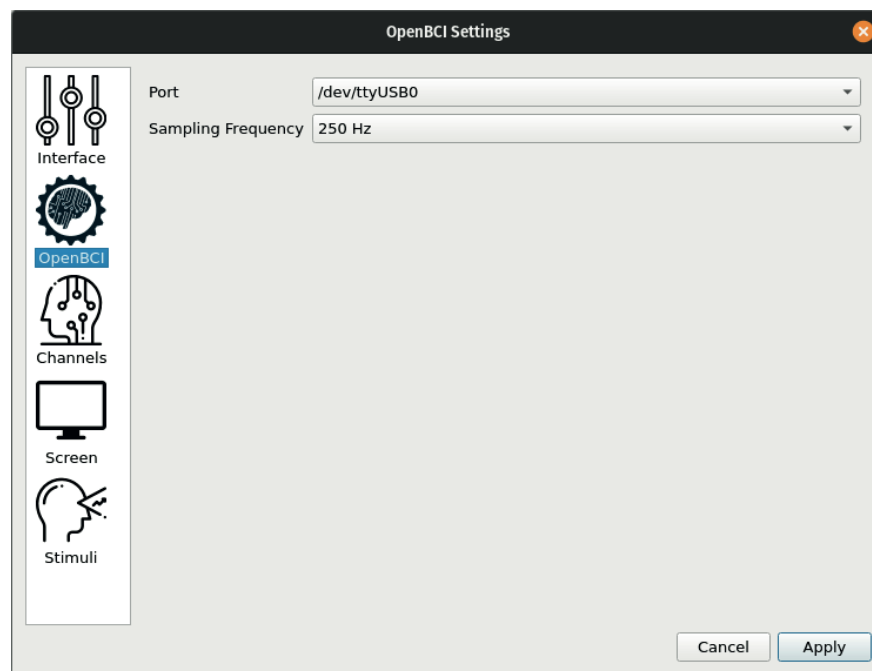 OpenBCI Settings
Interface
OpenBCI
Channels
Screen
Stimuli
Port /dev/ttyUSB0
Sampling Frequency 250 Hz
Cancel Apply